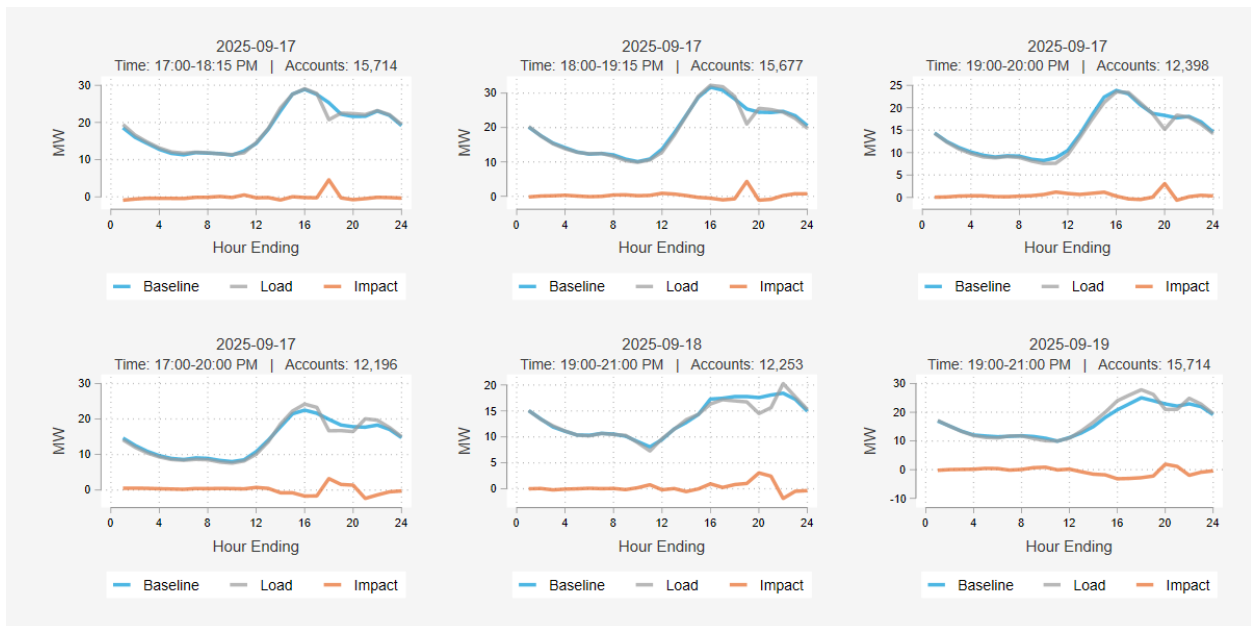 2025-09-17
Time: 17:00-18:15 PM | Accounts: 15,714
30
20
10
0
MW
0 4 8 12 16 20 24
Hour Ending
Baseline Load Impact
2025-09-17
Time: 18:00-19:15 PM | Accounts: 15,677
30
20
10
0
MW
0 4 8 12 16 20 24
Hour Ending
Baseline Load Impact
2025-09-17
Time: 19:00-20:00 PM | Accounts: 12,398
25
20
15
10
5
0
MW
0 4 8 12 16 20 24
Hour Ending
Baseline Load Impact
2025-09-17
Time: 17:00-20:00 PM | Accounts: 12,196
30
20
10
0
MW
0 4 8 12 16 20 24
Hour Ending
Baseline Load Impact
2025-09-18
Time: 19:00-21:00 PM | Accounts: 12,253
20
15
10
5
0
MW
0 4 8 12 16 20 24
Hour Ending
Baseline Load Impact
2025-09-19
Time: 19:00-21:00 PM | Accounts: 15,714
30
20
10
0
-10
MW
0 4 8 12 16 20 24
Hour Ending
Baseline Load Impact